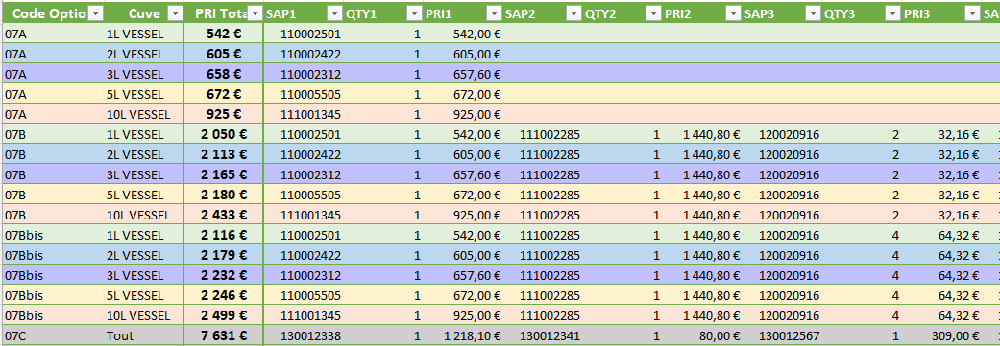 Code Optio Cuve PRI Tota SAP1 QTY1 PRI1 SAP2 QTY2 PRI2 SAP3 QTY3 PRI3 SA
07A 1L VESSEL 542 € 110002501 1 542,00 €
07A 2L VESSEL 605 € 110002422 1 605,00 €
07A 3L VESSEL 658 € 110002312 1 657,60 €
07A 5L VESSEL 672 € 110005505 1 672,00 €
07A 10L VESSEL 925 € 111001345 1 925,00 €
07B 1L VESSEL 2 050 € 110002501 1 542,00 € 111002285 1 1 440,80 € 120020916 2 32,16 €
07B 2L VESSEL 2 113 € 110002422 1 605,00 € 111002285 1 1 440,80 € 120020916 2 32,16 €
07B 3L VESSEL 2 165 € 110002312 1 657,60 € 111002285 1 1 440,80 € 120020916 2 32,16 €
07B 5L VESSEL 2 180 € 110005505 1 672,00 € 111002285 1 1 440,80 € 120020916 2 32,16 €
07B 10L VESSEL 2 433 € 111001345 1 925,00 € 111002285 1 1 440,80 € 120020916 2 32,16 €
07Bbis 1L VESSEL 2 116 € 110002501 1 542,00 € 111002285 1 1 440,80 € 120020916 4 64,32 €
07Bbis 2L VESSEL 2 179 € 110002422 1 605,00 € 111002285 1 1 440,80 € 120020916 4 64,32 €
07Bbis 3L VESSEL 2 232 € 110002312 1 657,60 € 111002285 1 1 440,80 € 120020916 4 64,32 €
07Bbis 5L VESSEL 2 246 € 110005505 1 672,00 € 111002285 1 1 440,80 € 120020916 4 64,32 €
07Bbis 10L VESSEL 2 499 € 111001345 1 925,00 € 111002285 1 1 440,80 € 120020916 4 64,32 €
07C Tout 7 631 € 130012338 1 1 218,10 € 130012341 1 80,00 € 130012567 1 309,00 €